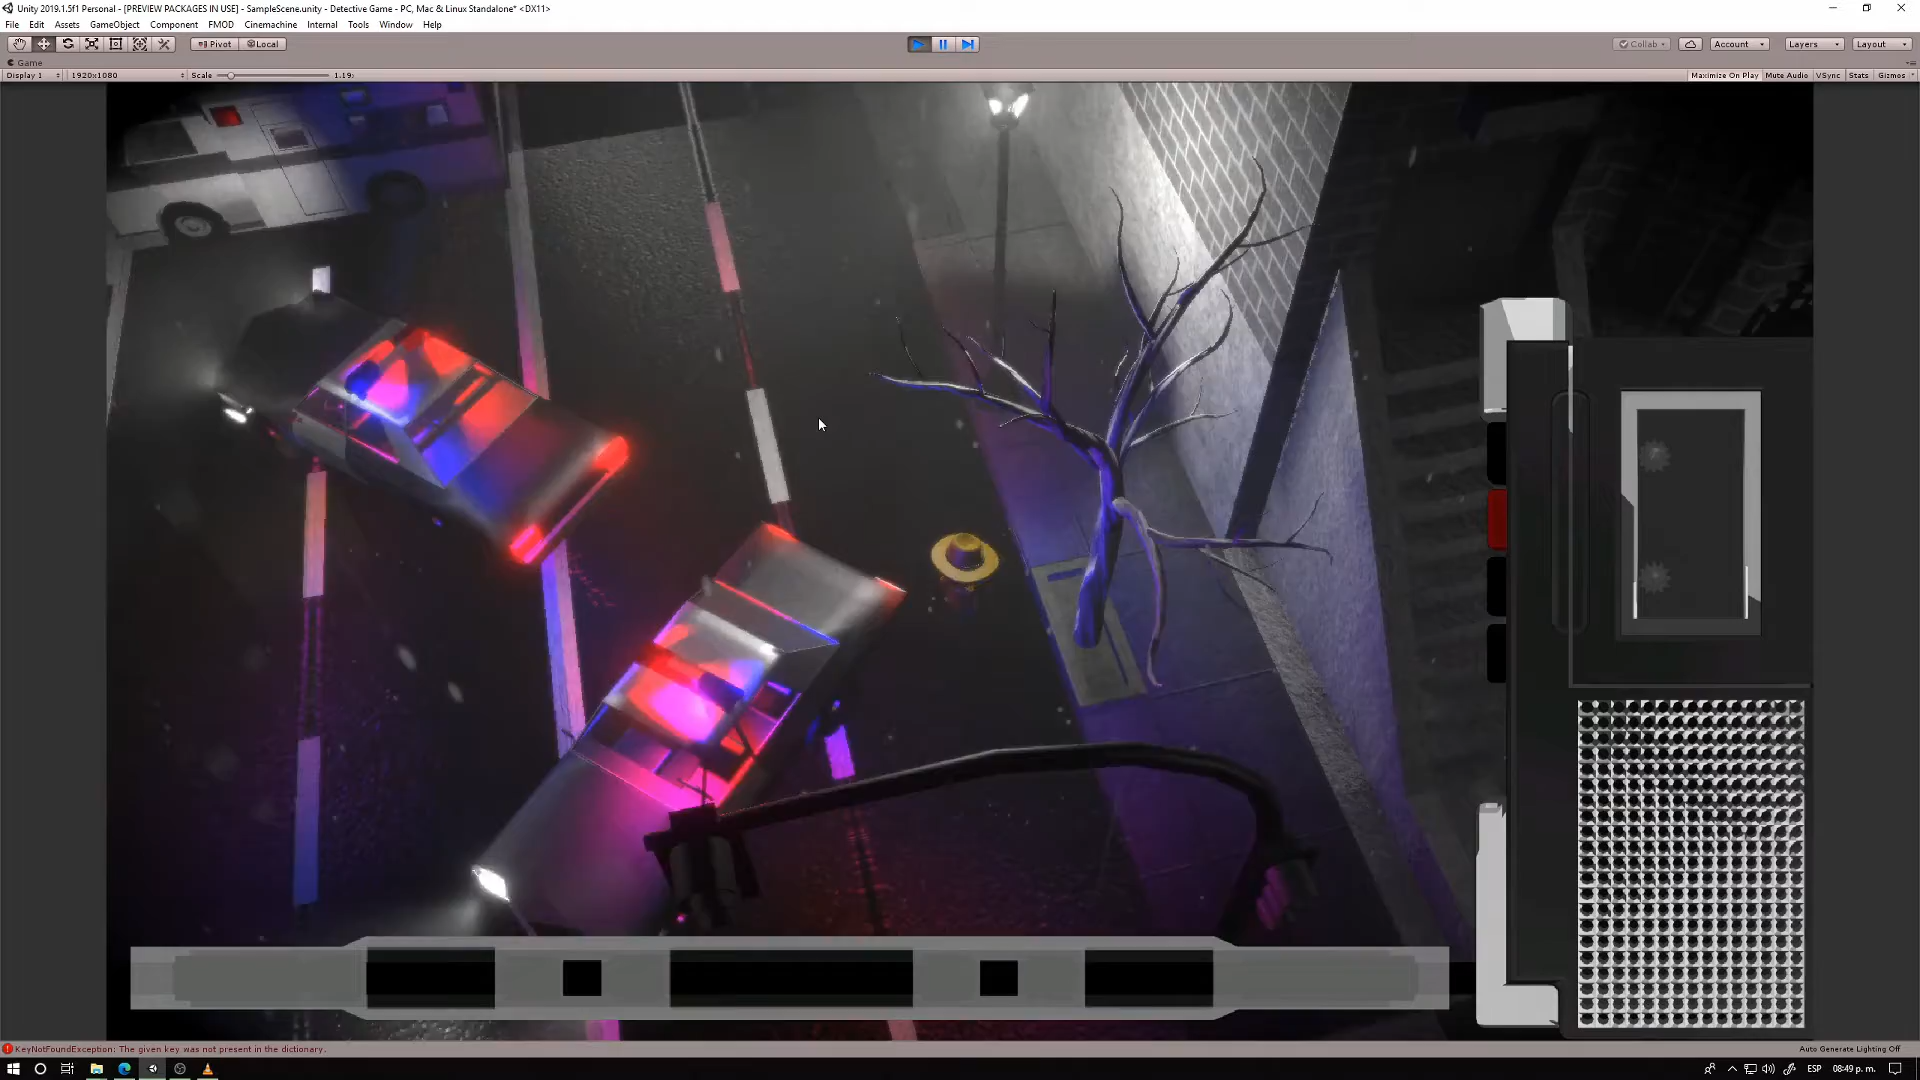 Unity 2019.1.5f1 Personal - [PREVIEW PACKAGES IN USE] - SampleScene.unity - Detective Game - PC, Mac & Linux Standalone* <DX11>
File Edit Assets GameObject Component FMOD Cinemachine Internal Tools Window Help
Pivot Local Collab Account Layers Layout
Game
Display 1 1920x1080 Scale 1.19x Maximize On Play Mute Audio VSync Stats Gizmos
KeyNotFoundException: The given key was not present in the dictionary. Auto Generate Lighting Off
ESP 08:49 p. m.